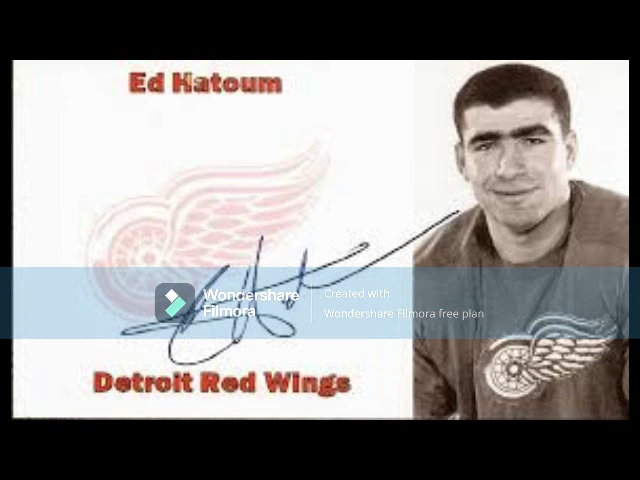 Ed Hatoum
Wondershare
Filmora
Created with
Wondershare Filmora free plan
Detroit Red Wings